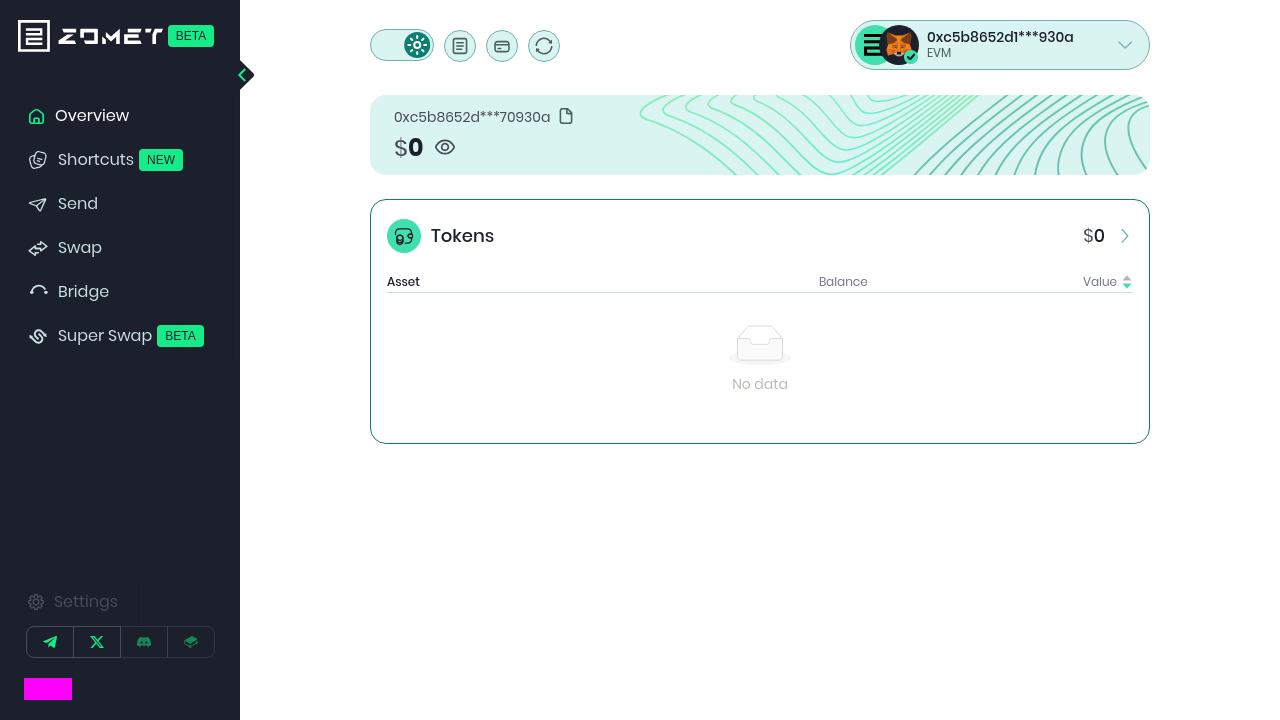 ZOMET BETA
Overview
Shortcuts NEW
Send
Swap
Bridge
Super Swap BETA
Settings
0xc5b8652d1***930a
EVM
0xc5b8652d***70930a
$0
Tokens
$0
Asset Balance Value
No data